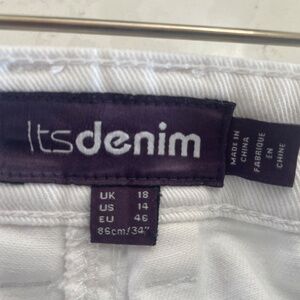 Itsdenim
MADE IN
CHINA
FABRIQUE
EN
CHINE
UK 18
US 14
EU 46
86cm/34"